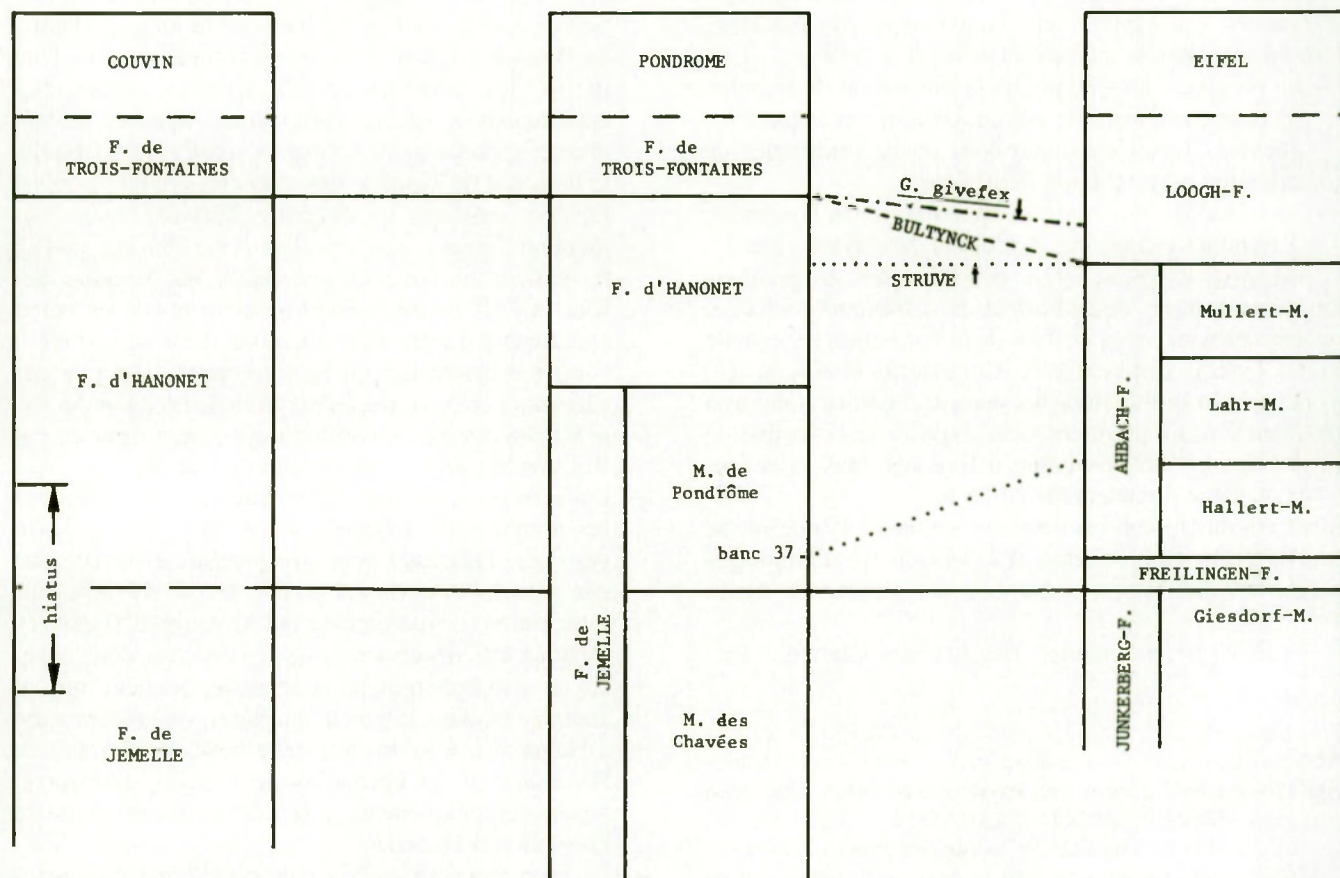 COUVIN
F. de
TROIS-FONTAINES
F. d'HANONET
hiatus
F. de
JEMELLE
PONDROME
F. de
TROIS-FONTAINES
F. d'HANONET
M. de
Pondrôme
banc 37
F. de
JEMELLE
M. des
Chavées
G. givefex
BULTYNCK
STRUVE
EIFEL
LOOGH-F.
Mullert-M.
AHBACH F.
Lahr-M.
Hallert-M.
FREILINGEN-F.
JUNKERBERG-F.
Giesdorf-M.